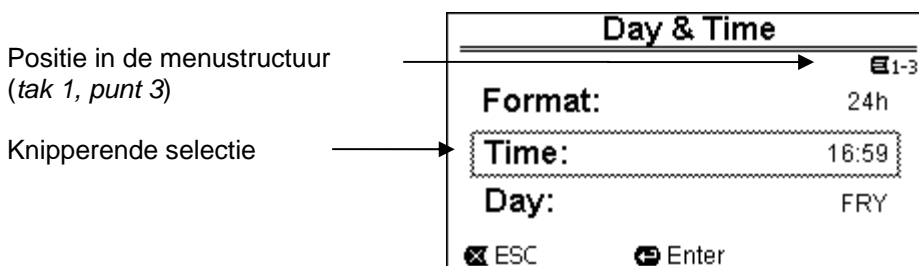 Day & Time
Positie in de menustructuur
(tak 1, punt 3)
1-3
Format: 24h
Knipperende selectie
Time: 16:59
Day: FRY
ESC Enter